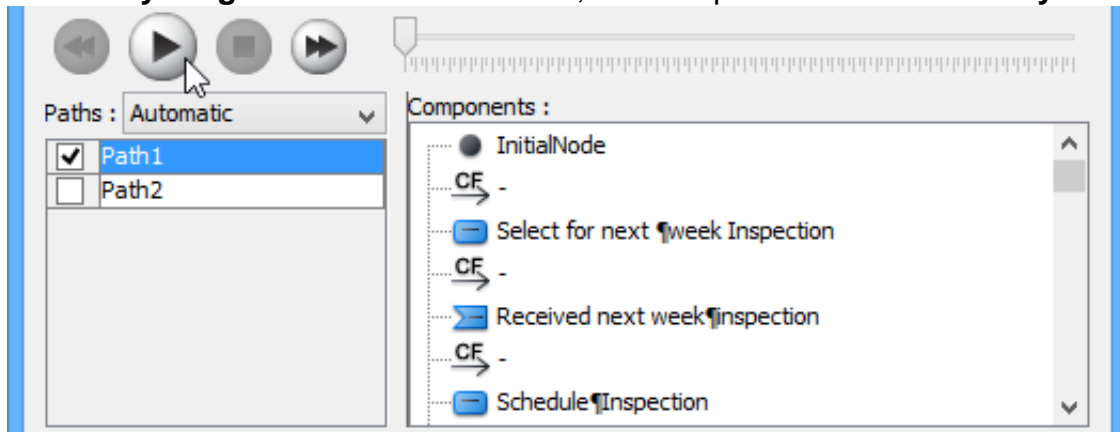 Paths : Automatic
Path1
Path2
Components :
InitialNode
CF -
Select for next ¶week Inspection
CF -
Received next week¶inspection
CF -
Schedule¶Inspection